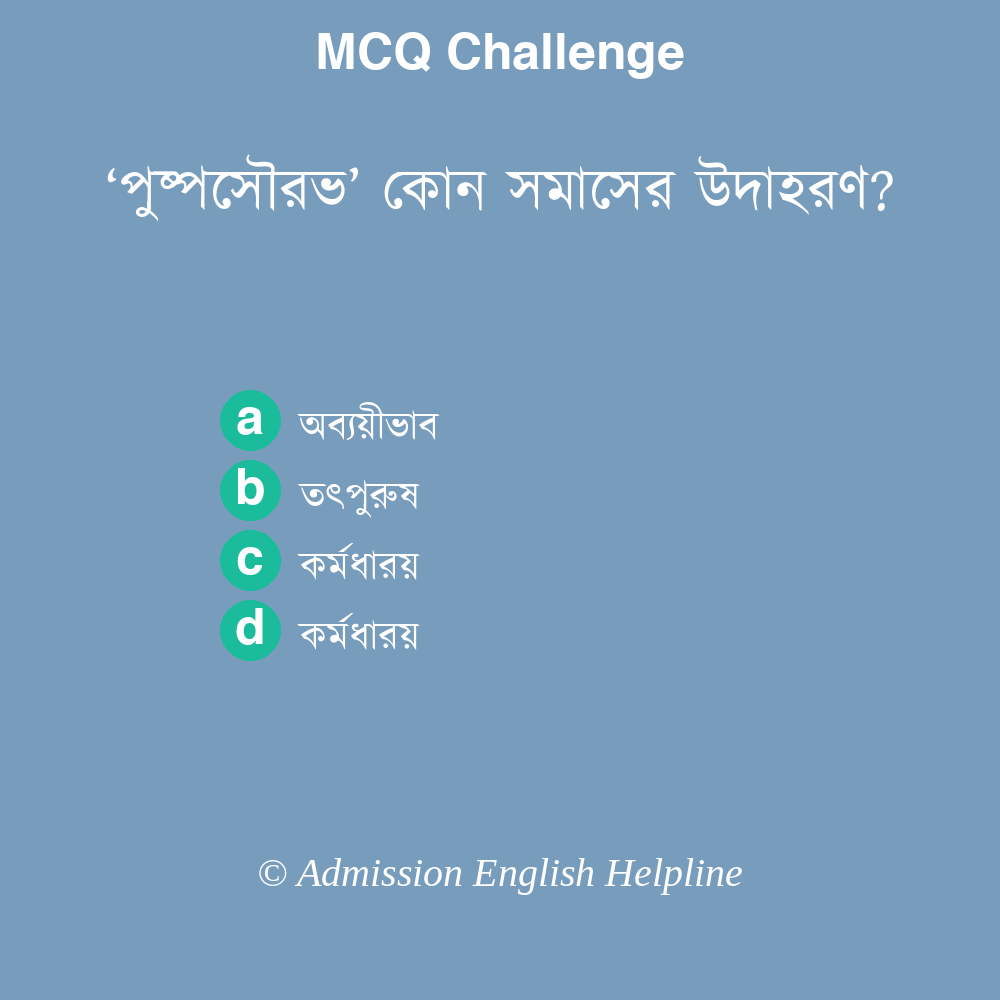 MCQ Challenge
‘পুষ্পসৌরভ’ কোন সমাসের উদাহরণ?
a অব্যয়ীভাব
b তৎপুরুষ
c কর্মধারয়
d কর্মধারয়
© Admission English Helpline